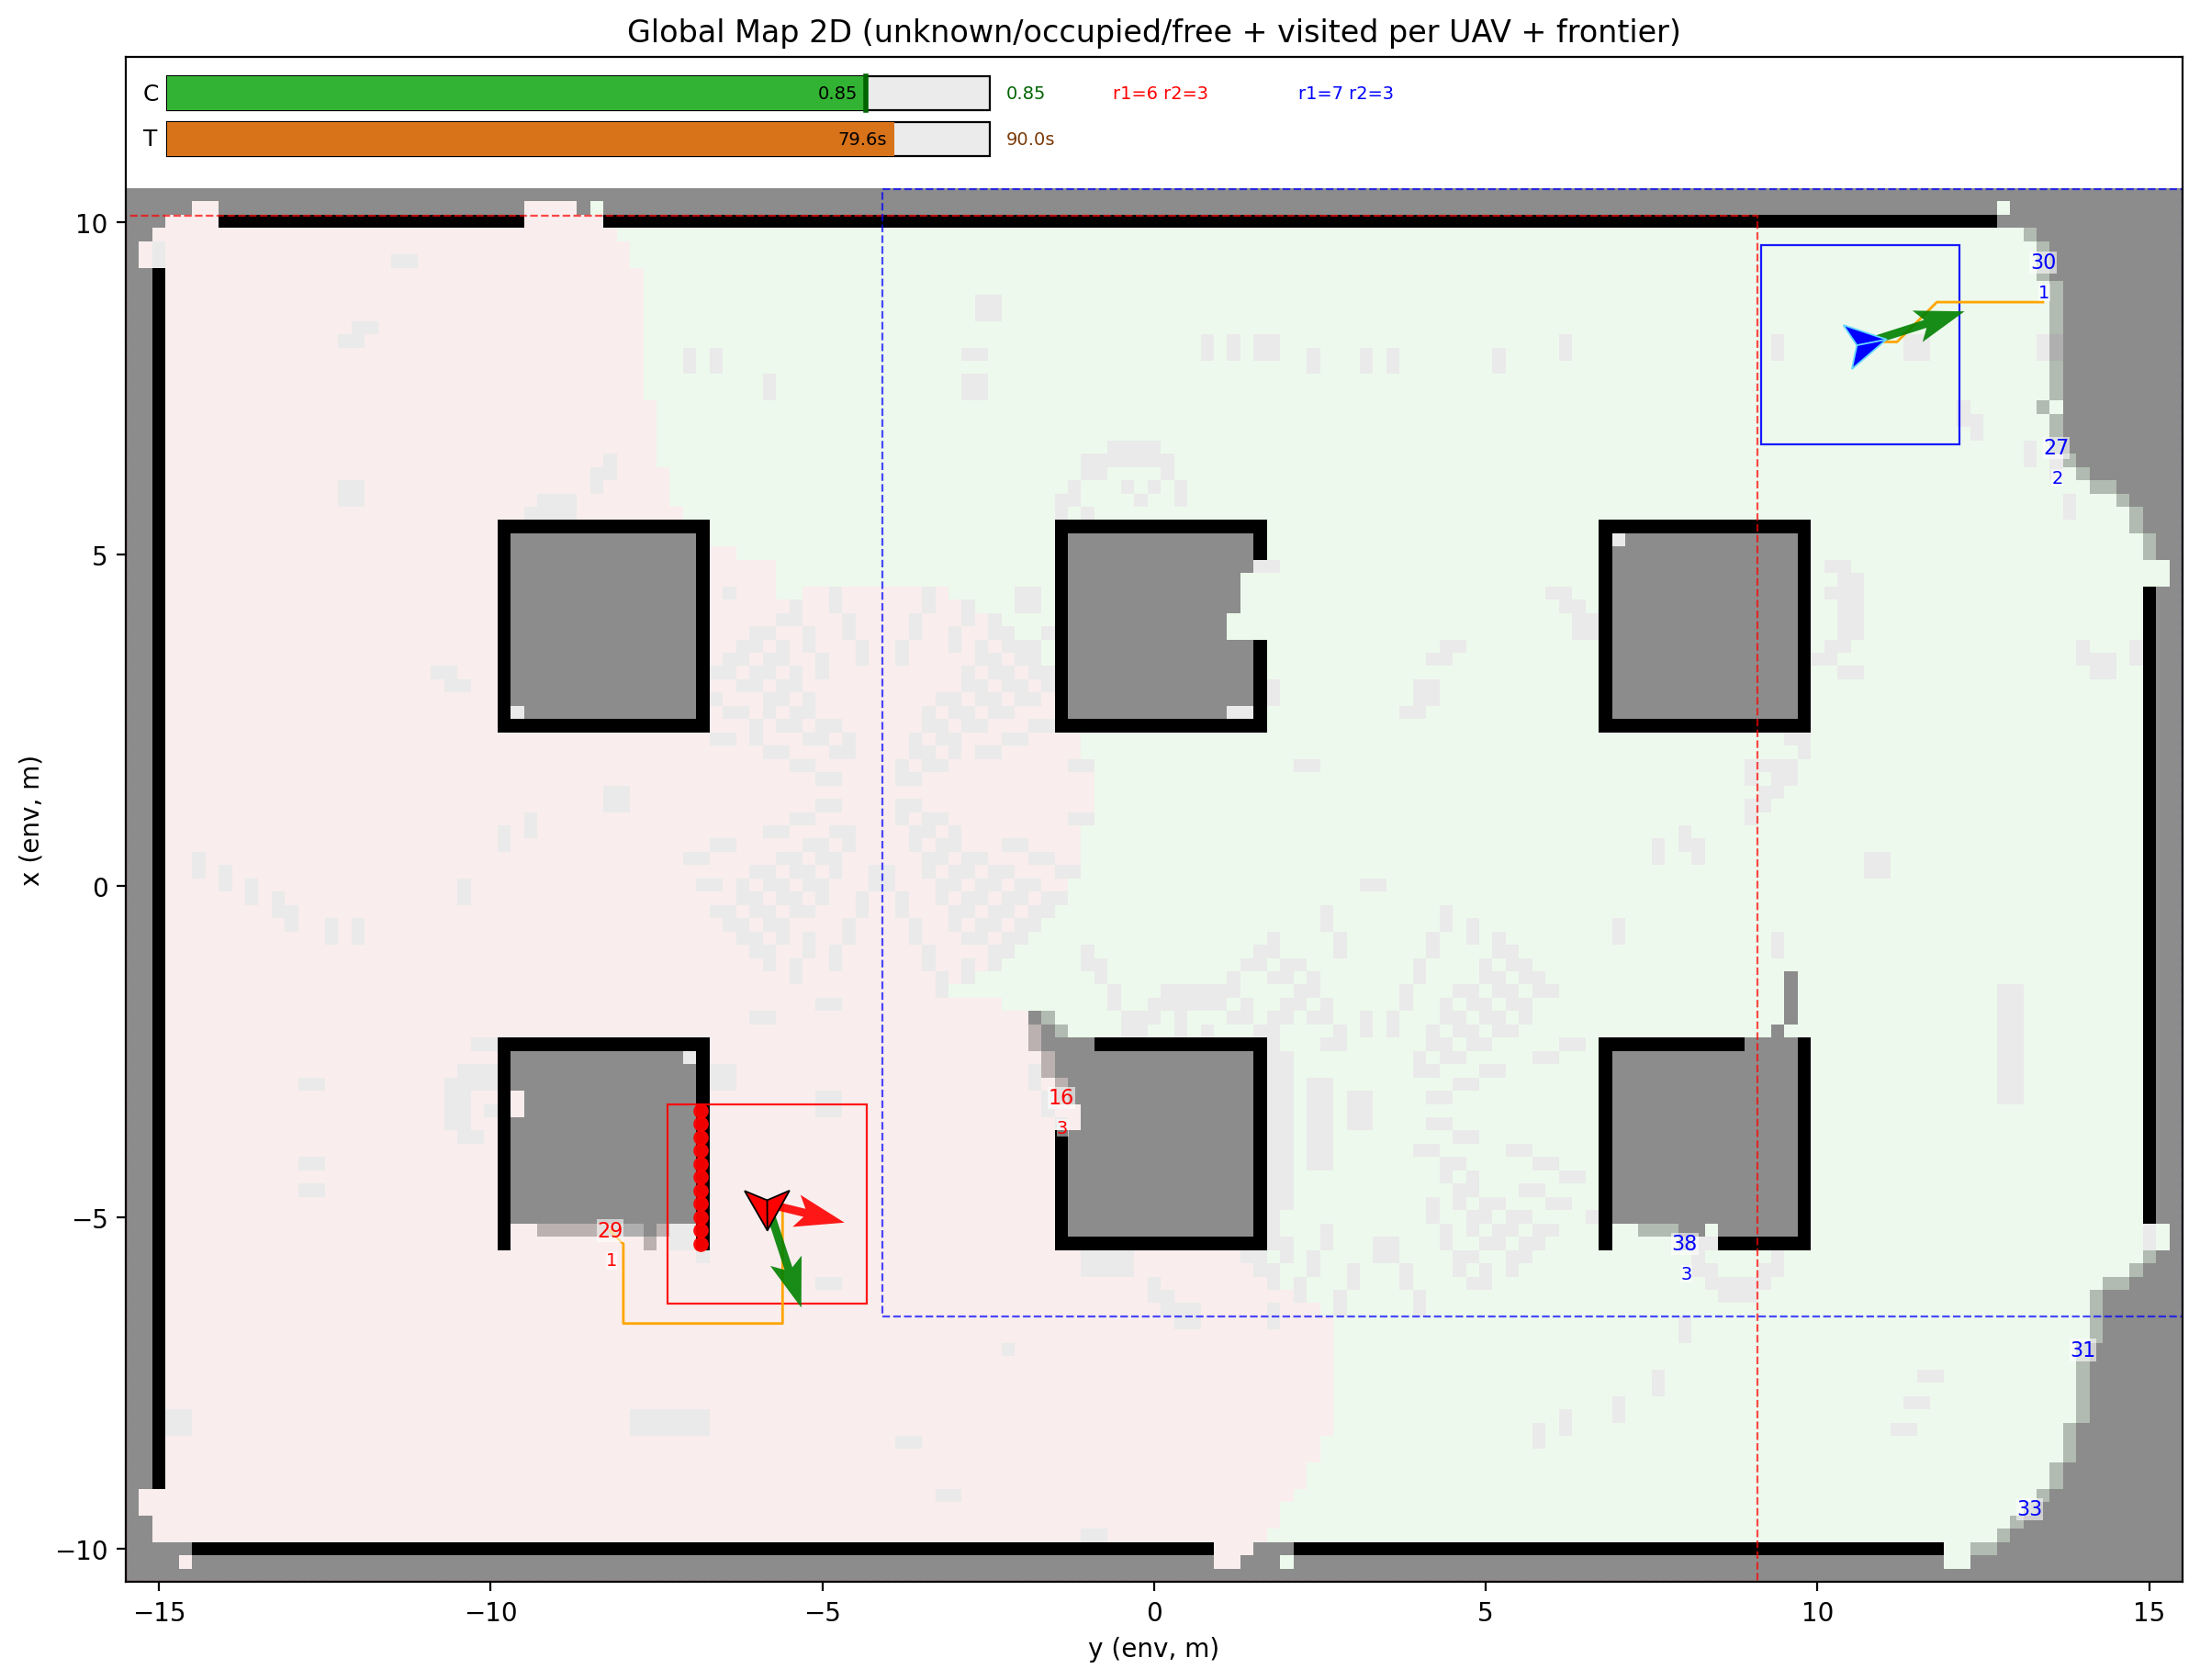 Global Map 2D (unknown/occupied/free + visited per UAV + frontier)
C 0.85 0.85 r1=6 r2=3 r1=7 r2=3
T 79.6s 90.0s
10
5
0
−5
−10
x (env, m)
30
1
27
2
16
3
29
1
38
3
31
33
−15 −10 −5 0 5 10 15
y (env, m)